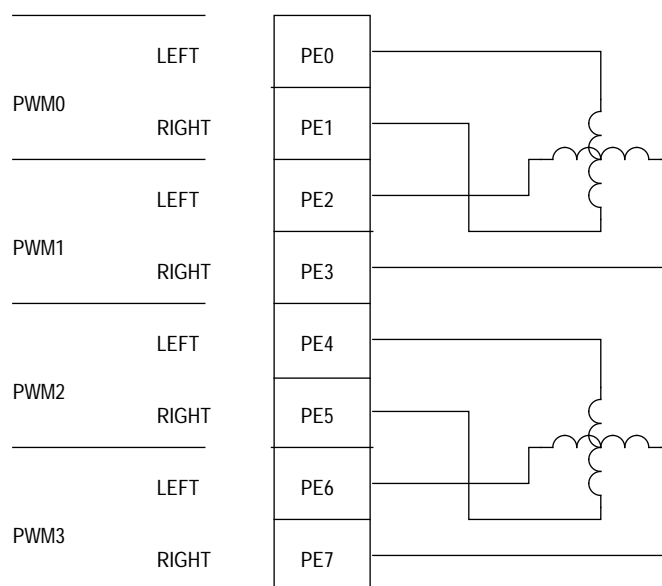 LEFT PE0
PWM0
RIGHT PE1
LEFT PE2
PWM1
RIGHT PE3
LEFT PE4
PWM2
RIGHT PE5
LEFT PE6
PWM3
RIGHT PE7